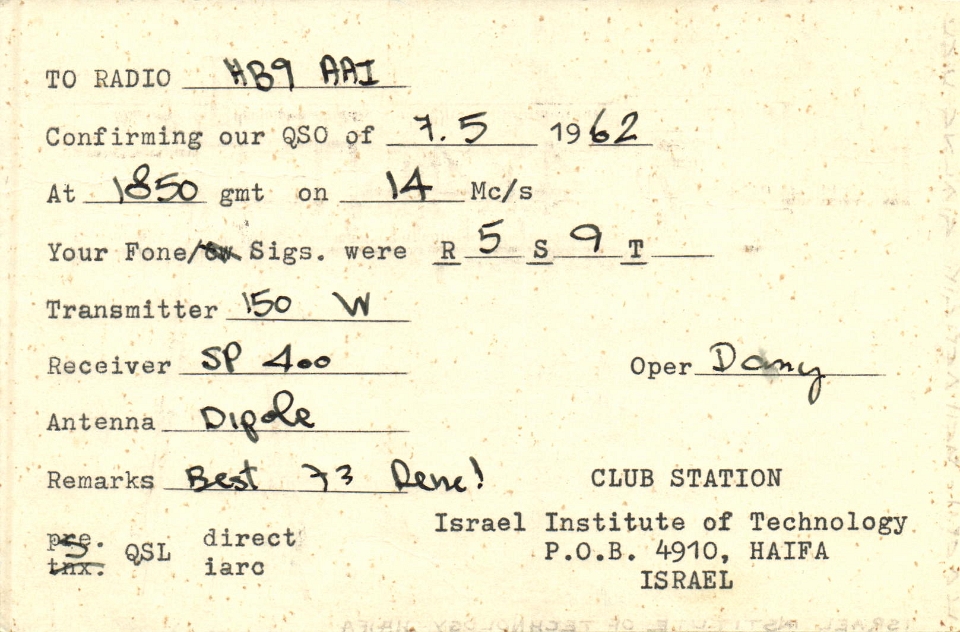 TO RADIO HB9 AAI
Confirming our QSO of 7.5 1962
At 1850 gmt on 14 Mc/s
Your Fone/Cw Sigs. were R 5 S 9 T
Transmitter 150 W
Receiver SP 400
Oper Dany
Antenna Dipole
Remarks Best 73 Rene!
CLUB STATION
Israel Institute of Technology
P.O.B. 4910, HAIFA
ISRAEL
pse.
tnx. QSL direct
iarc